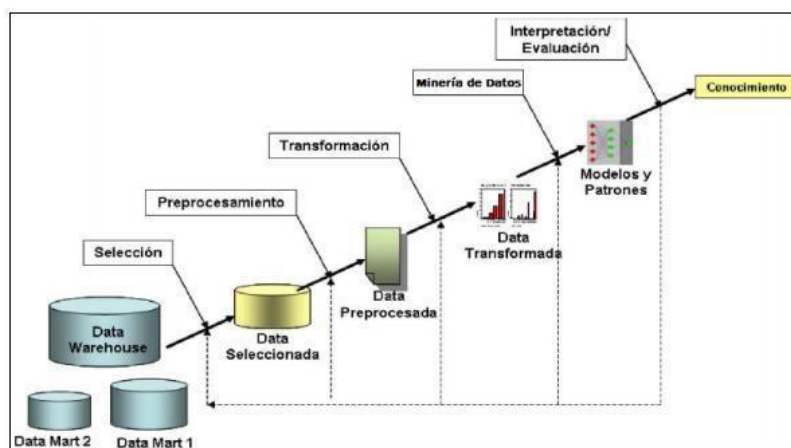 Interpretación/
Evaluación
Minería de Datos
Conocimiento
Transformación
Modelos y
Patrones
Preprocesamiento
Data
Transformada
Selección
Data
Preprocesada
Data
Warehouse
Data
Seleccionada
Data Mart 2
Data Mart 1